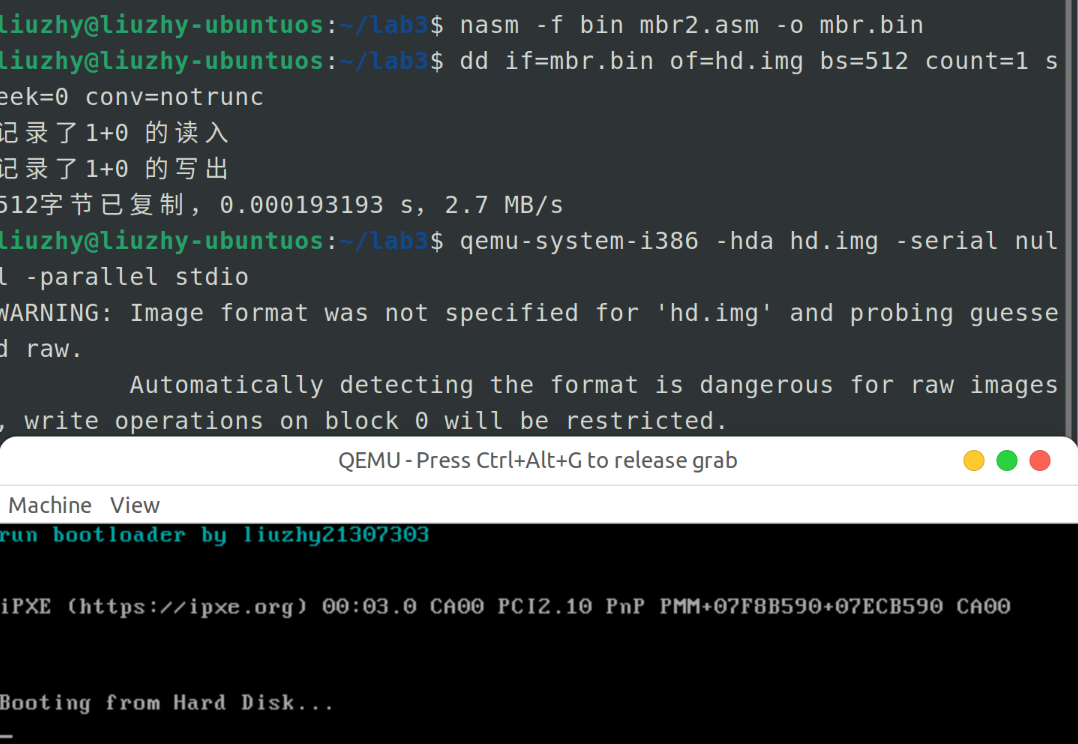 liuzhy@liuzhy-ubuntuos:~/lab3$ nasm -f bin mbr2.asm -o mbr.bin
liuzhy@liuzhy-ubuntuos:~/lab3$ dd if=mbr.bin of=hd.img bs=512 count=1 s
eek=0 conv=notrunc
记录了1+0 的读入
记录了1+0 的写出
512字节已复制，0.000193193 s，2.7 MB/s
liuzhy@liuzhy-ubuntuos:~/lab3$ qemu-system-i386 -hda hd.img -serial nul
l -parallel stdio
WARNING: Image format was not specified for 'hd.img' and probing guesse
d raw.
Automatically detecting the format is dangerous for raw images
, write operations on block 0 will be restricted.
QEMU - Press Ctrl+Alt+G to release grab
Machine View
run bootloader by liuzhy21307303
iPXE (https://ipxe.org) 00:03.0 CA00 PCI2.10 PnP PMM+07F8B590+07ECB590 CA00
Booting from Hard Disk...